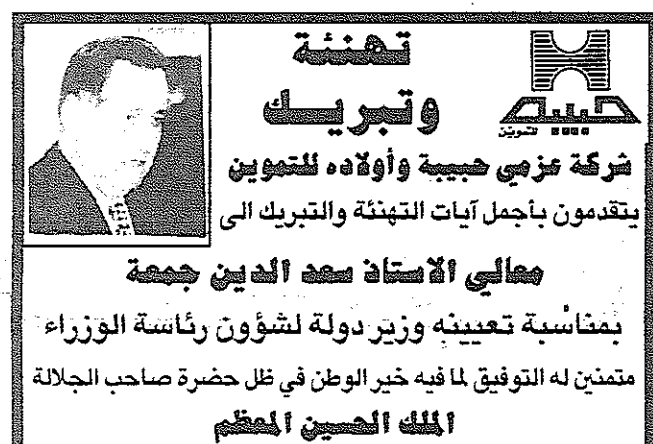 تهنئة
وتبريك
حبيبه
للتموين
شركة عزمي حبيبة وأولاده للتموين
يتقدمون بأجمل آيات التهنئة والتبريك الى
معالي الاستاذ سعد الدين جمعة
بمناسبة تعيينه وزير دولة لشؤون رئاسة الوزراء
متمنين له التوفيق لما فيه خير الوطن في ظل حضرة صاحب الجلالة
الملك الحسين المعظم